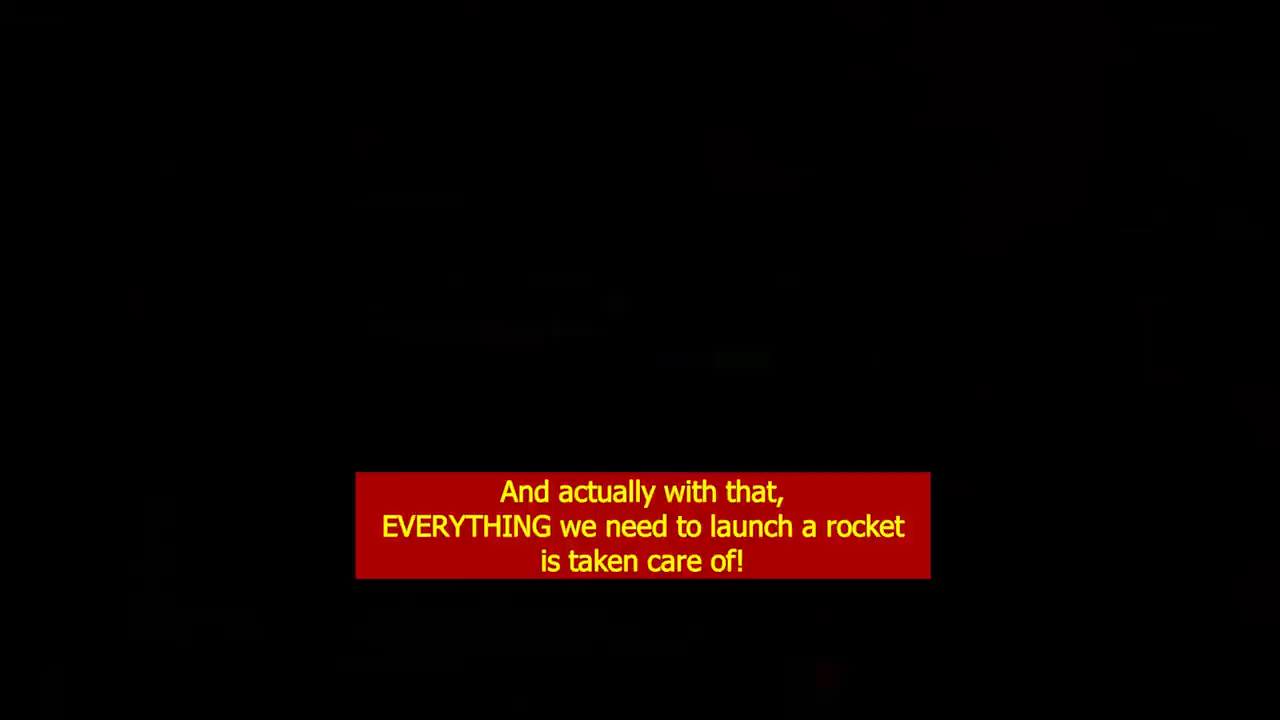 And actually with that,
EVERYTHING we need to launch a rocket
is taken care of!